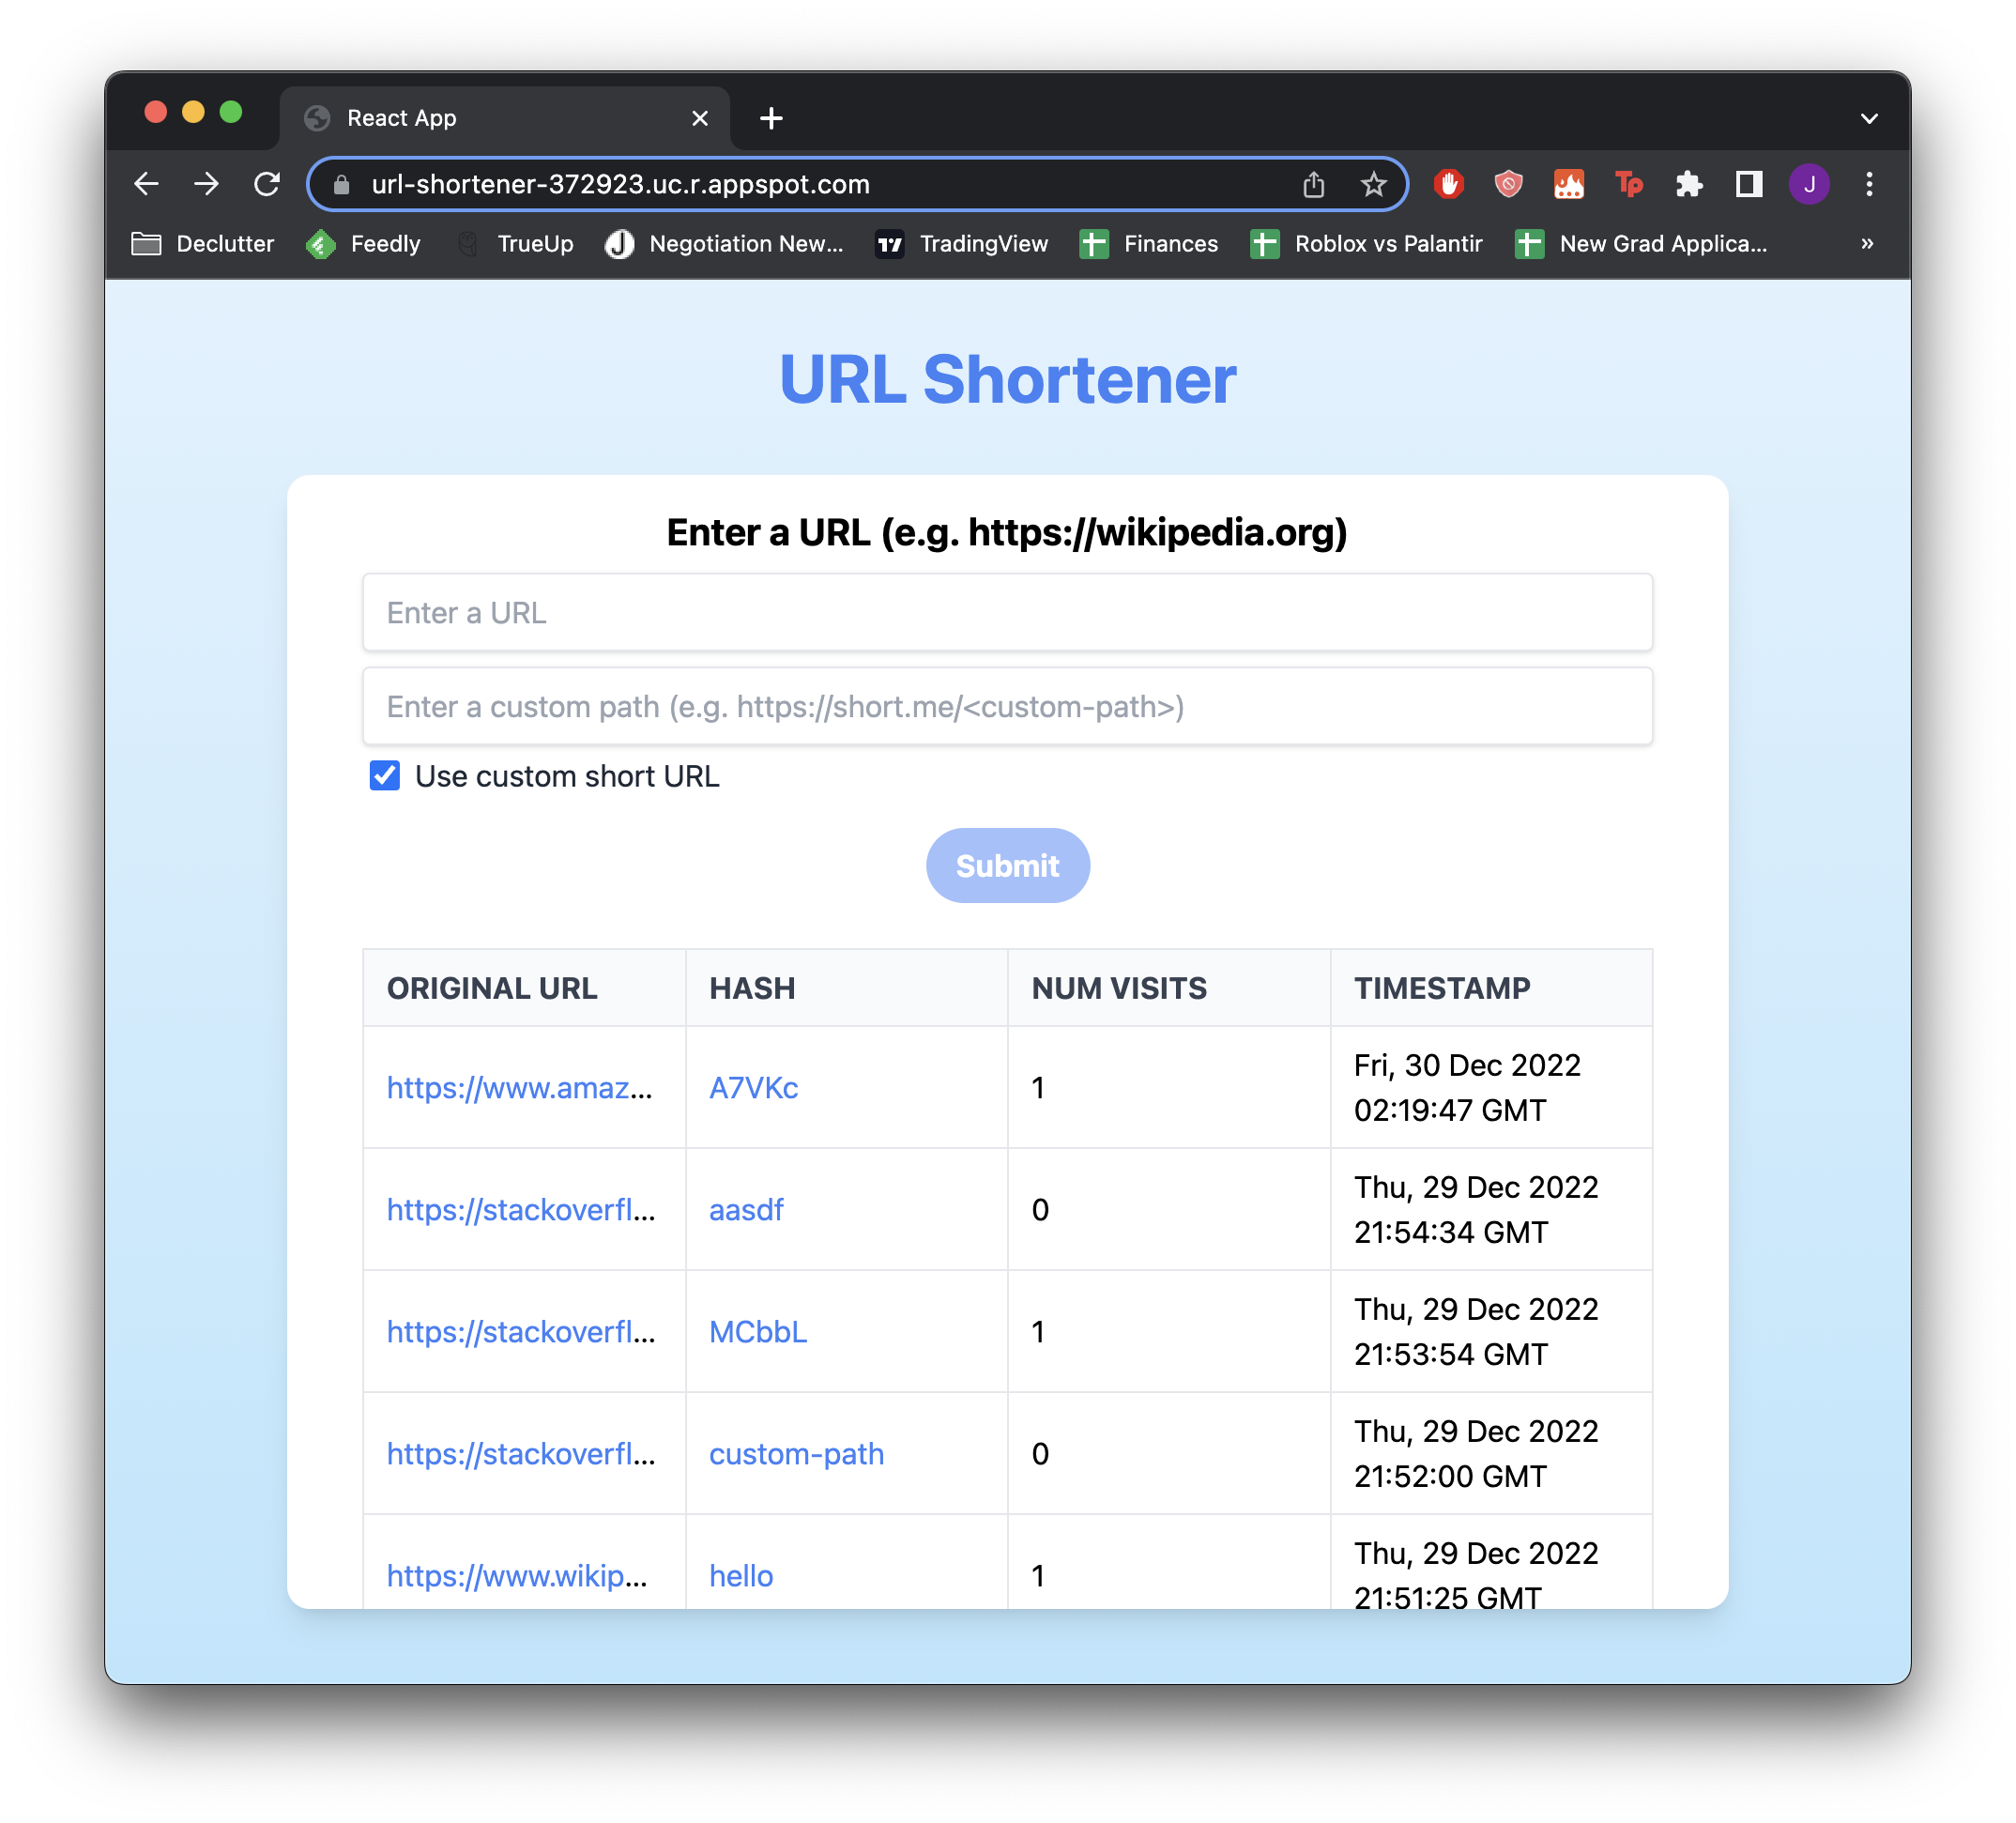 React App
url-shortener-372923.uc.r.appspot.com
Tp
J
Declutter Feedly TrueUp Negotiation New... TradingView Finances Roblox vs Palantir New Grad Applica... »
URL Shortener
Enter a URL (e.g. https://wikipedia.org)
Enter a URL
Enter a custom path (e.g. https://short.me/<custom-path>)
Use custom short URL
Submit
ORIGINAL URL HASH NUM VISITS TIMESTAMP
https://www.amaz... A7VKc 1 Fri, 30 Dec 2022
02:19:47 GMT
https://stackoverfl... aasdf 0 Thu, 29 Dec 2022
21:54:34 GMT
https://stackoverfl... MCbbL 1 Thu, 29 Dec 2022
21:53:54 GMT
https://stackoverfl... custom-path 0 Thu, 29 Dec 2022
21:52:00 GMT
https://www.wikip... hello 1 Thu, 29 Dec 2022
21:51:25 GMT